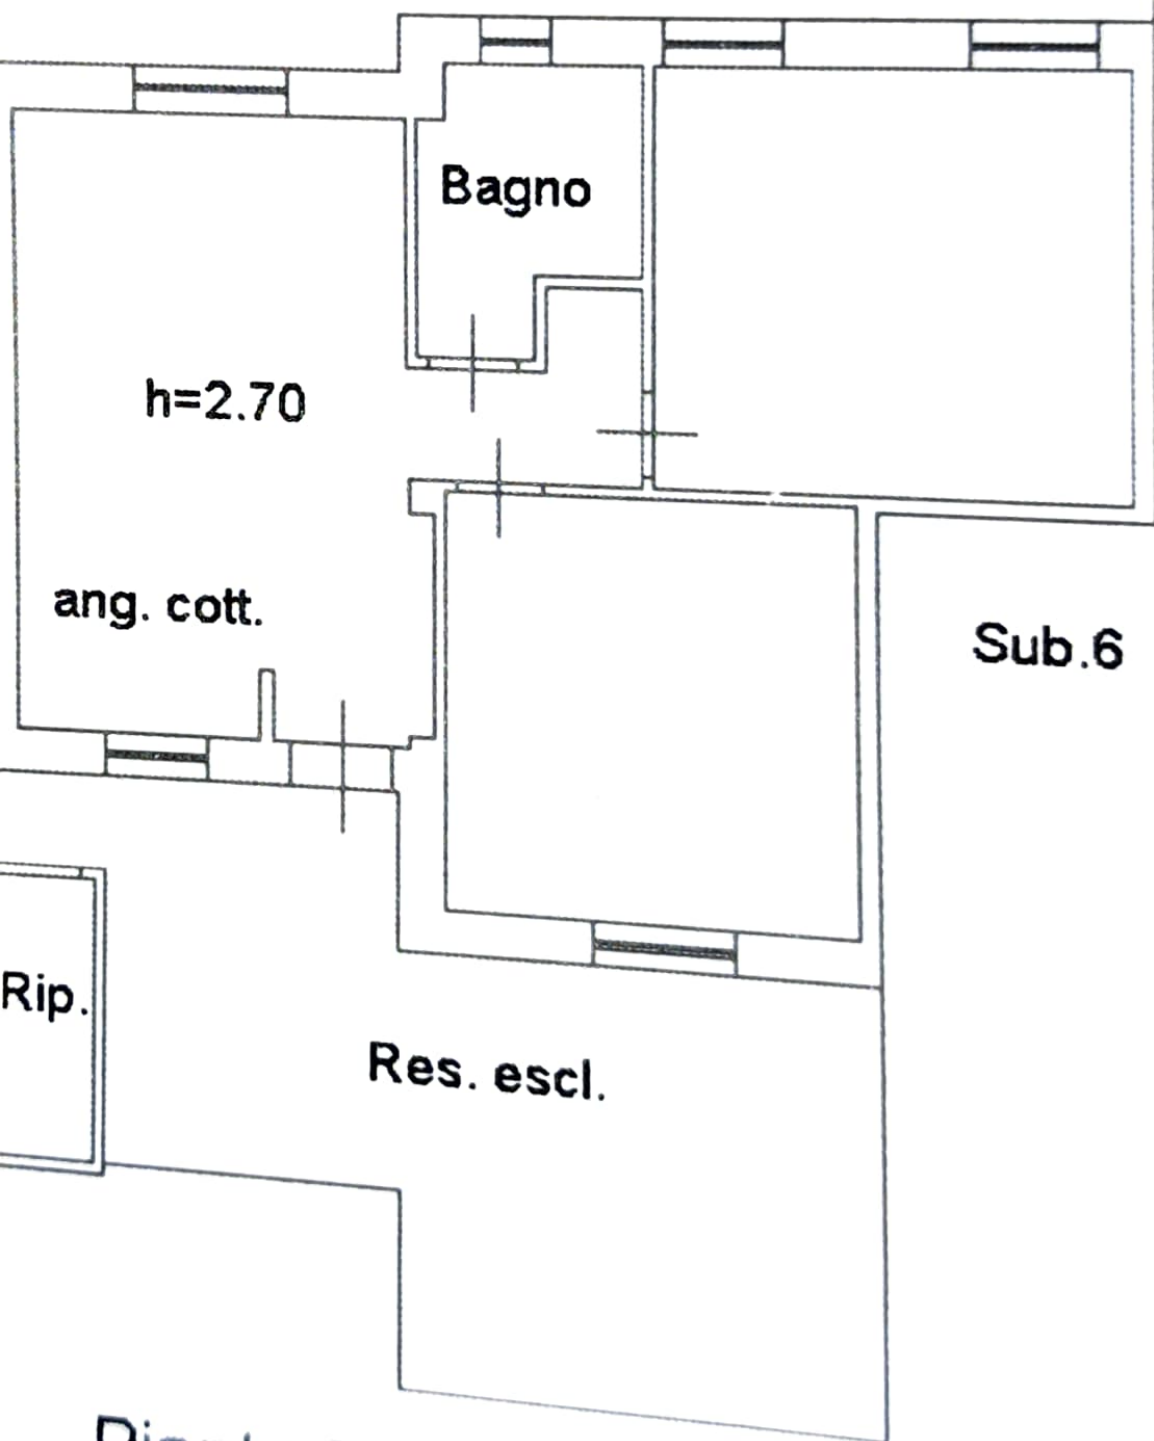 Bagno
h=2.70
ang. cott.
Sub.6
Rip.
Res. escl.